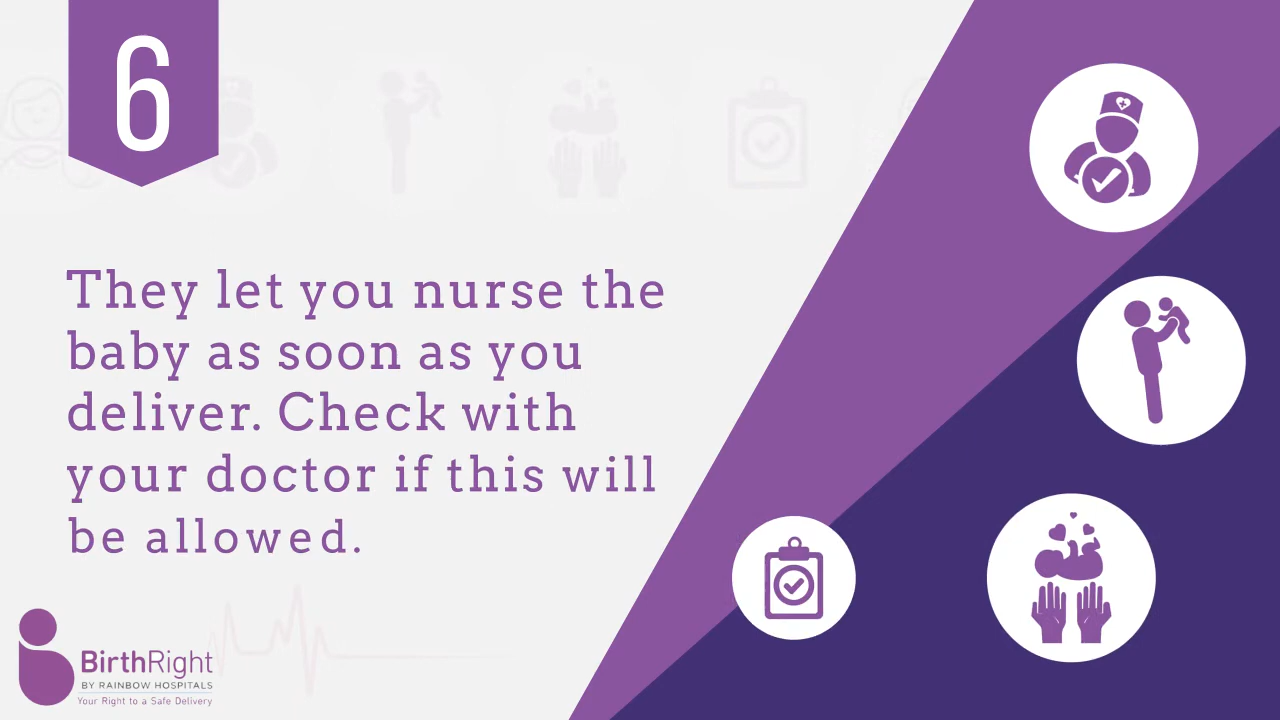 6
They let you nurse the
baby as soon as you
deliver. Check with
your doctor if this will
be allowed.
BirthRight
BY RAINBOW HOSPITALS
Your Right to a Safe Delivery